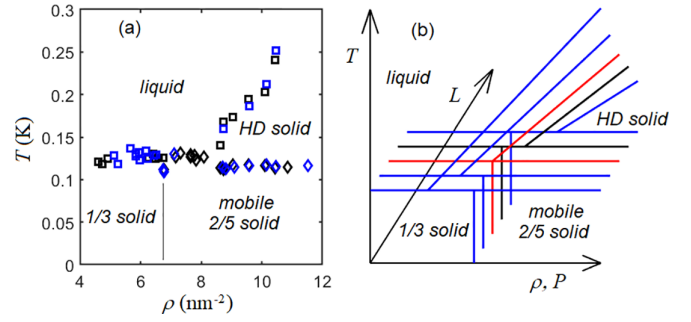 (a)
liquid
HD solid
1/3 solid
mobile
2/5 solid
T (K)
0.3
0.25
0.2
0.15
0.1
0.05
0
4
6
8
10
12
ρ (nm-2)
(b)
T
liquid
L
HD solid
1/3 solid
mobile
2/5 solid
ρ, P